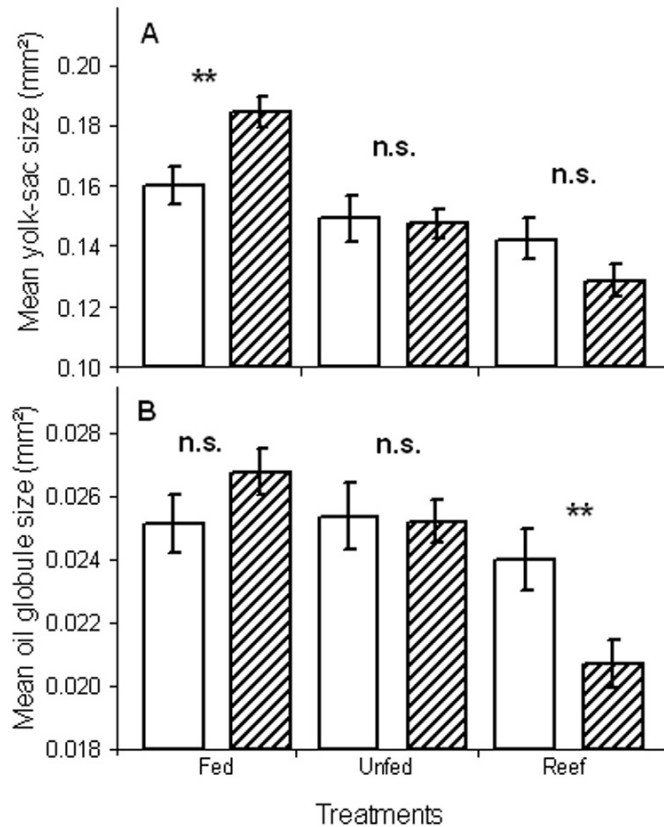 A
Mean yolk-sac size (mm²)
0.20
0.18
0.16
0.14
0.12
0.10
**
n.s.
n.s.
B
Mean oil globule size (mm²)
0.028
0.026
0.024
0.022
0.020
0.018
n.s.
n.s.
**
Fed Unfed Reef
Treatments